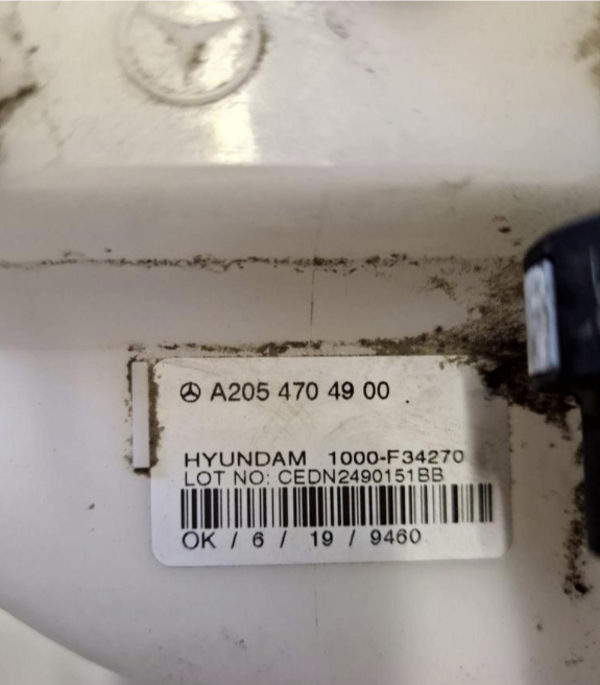 A205 470 49 00
HYUNDAM 1000-F34270
LOT NO: CEDN2490151BB
OK / 6 / 19 / 9460